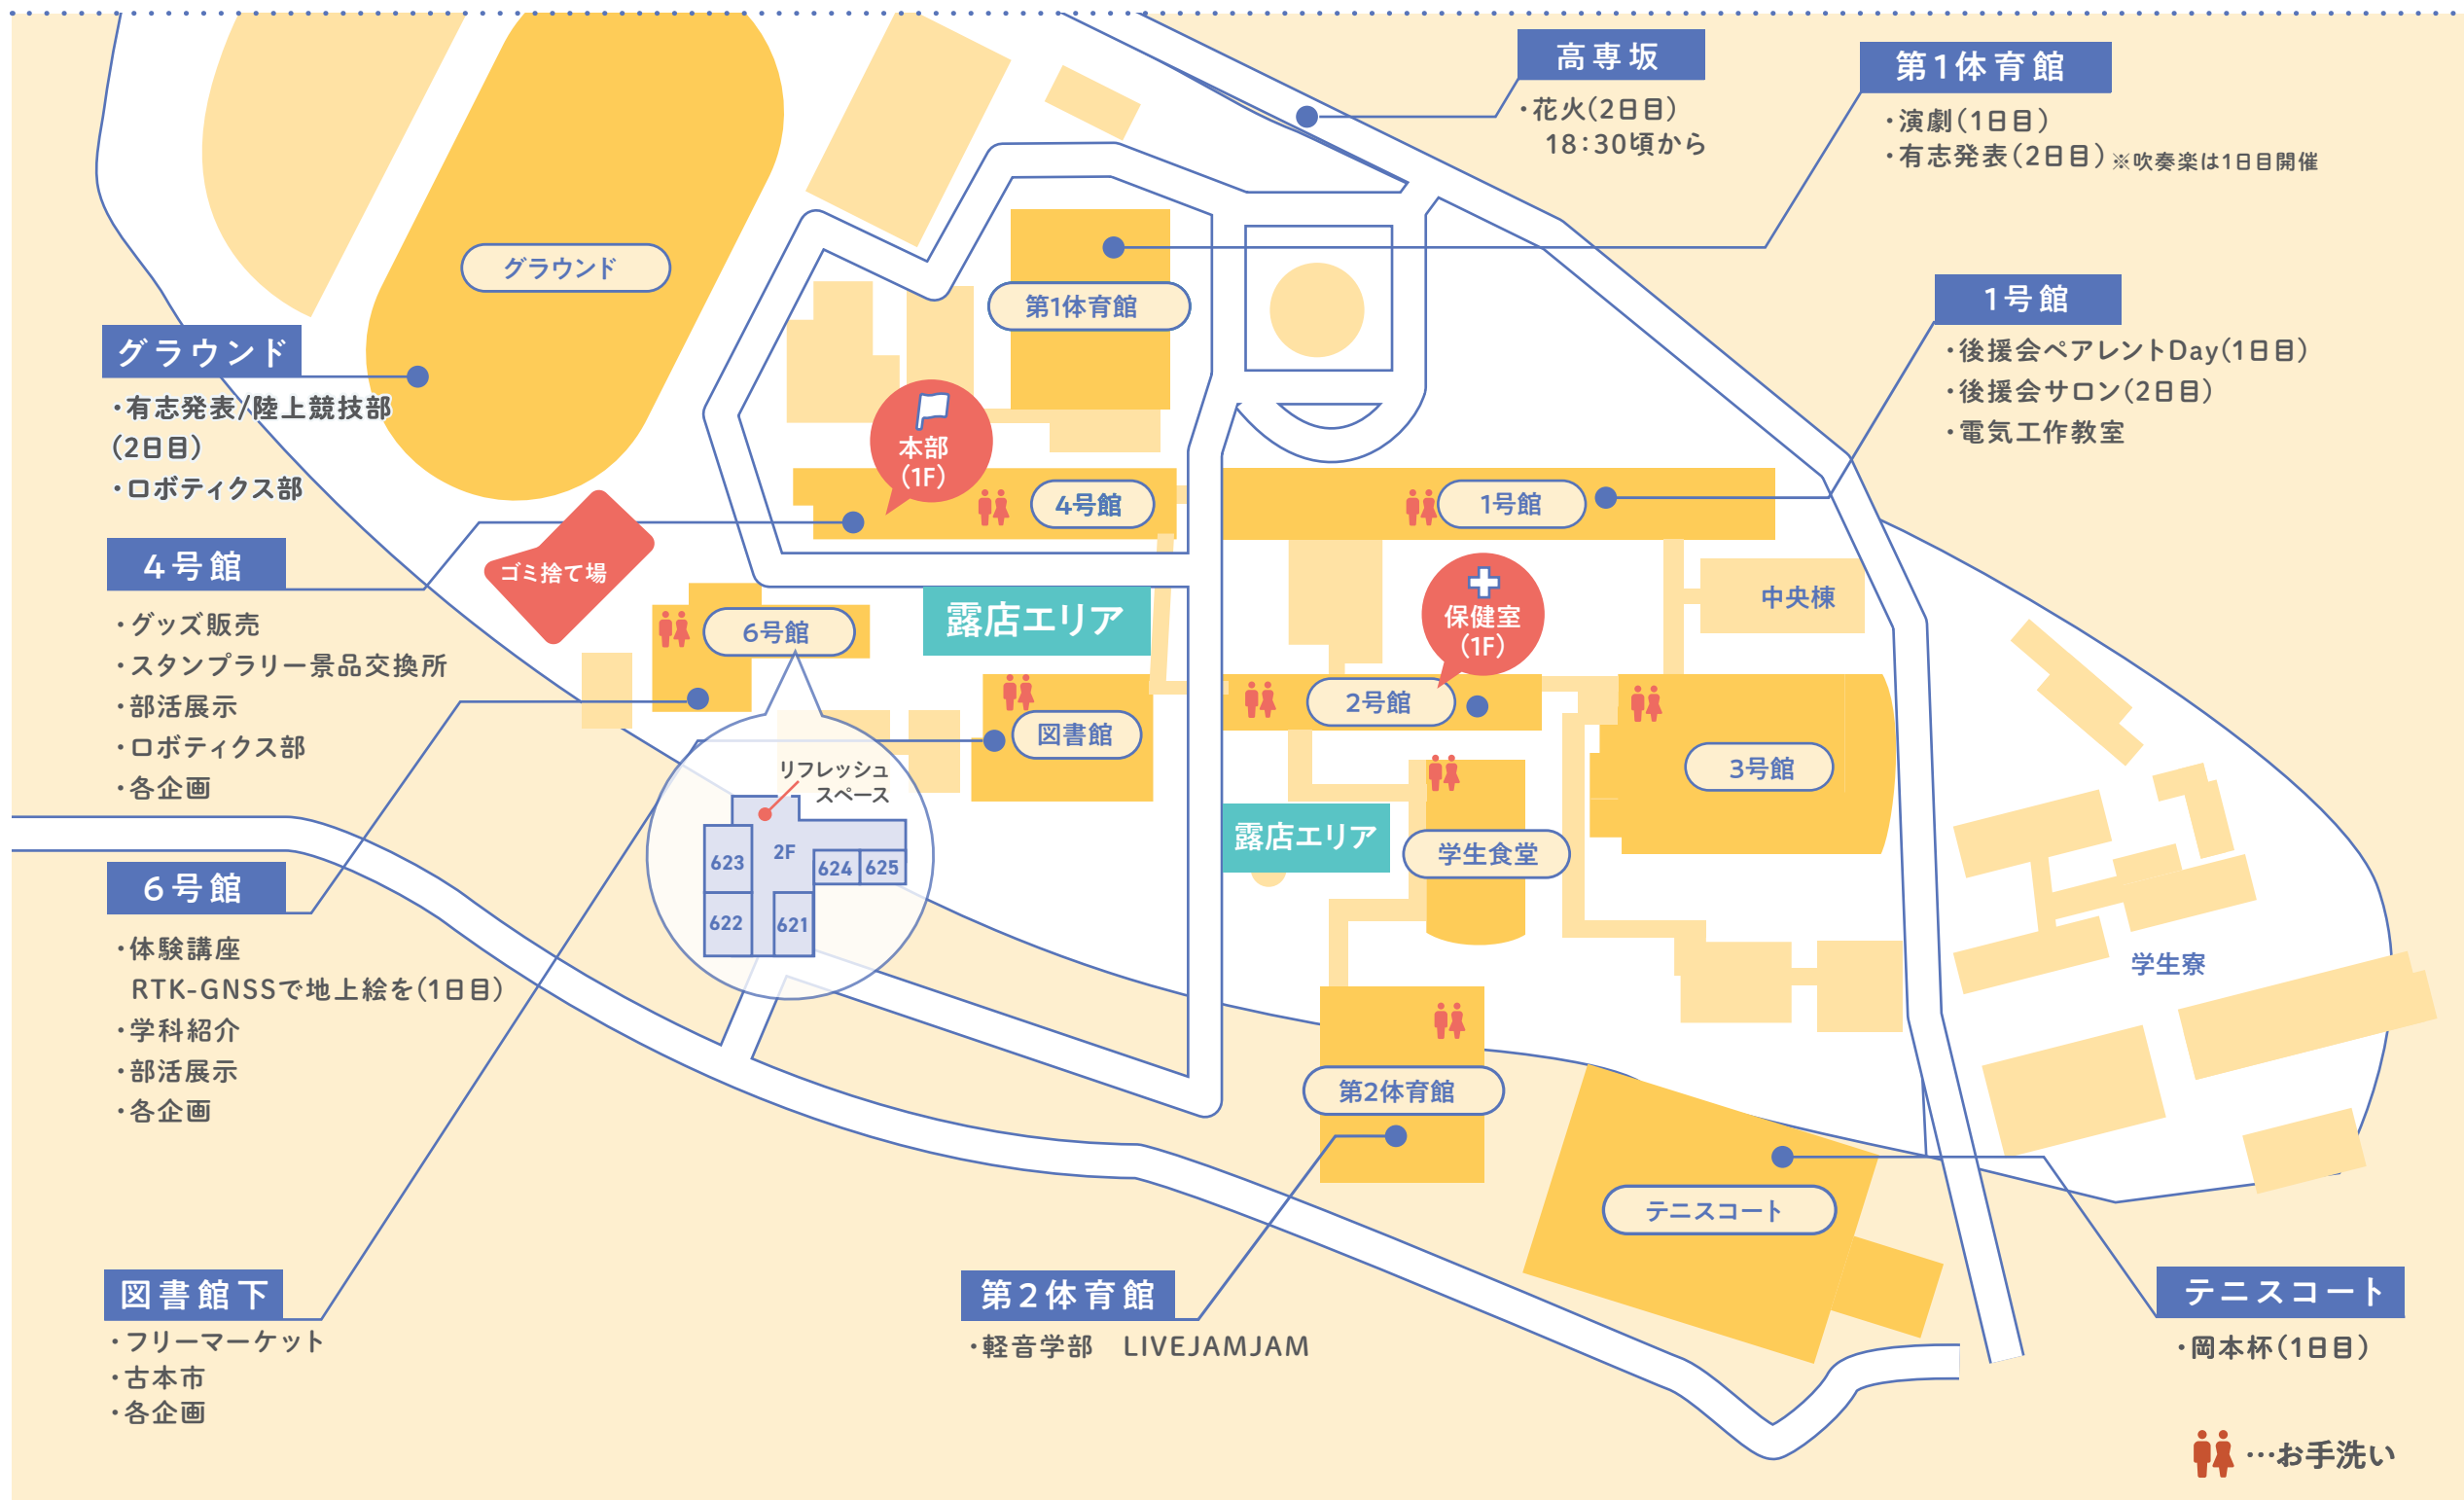 高専坂
・花火(2日目)
18:30頃から
第1体育館
・演劇(1日目)
・有志発表(2日目)※吹奏楽は1日目開催
1号館
・後援会ペアレントDay(1日目)
・後援会サロン(2日目)
・電気工作教室
グラウンド
・有志発表/陸上競技部
(2日目)
・ロボティクス部
4号館
・グッズ販売
・スタンプラリー景品交換所
・部活展示
・ロボティクス部
・各企画
6号館
・体験講座
RTK-GNSSで地上絵を(1日目)
・学科紹介
・部活展示
・各企画
図書館下
・フリーマーケット
・古本市
・各企画
第2体育館
・軽音学部 LIVEJAMJAM
テニスコート
・岡本杯(1日目)
グラウンド
第1体育館
本部
(1F)
4号館
1号館
ゴミ捨て場
6号館
露店エリア
保健室
(1F)
中央棟
図書館
2号館
3号館
リフレッシュ
スペース
2F
623
624
625
622
621
露店エリア
学生食堂
学生寮
第2体育館
テニスコート
…お手洗い